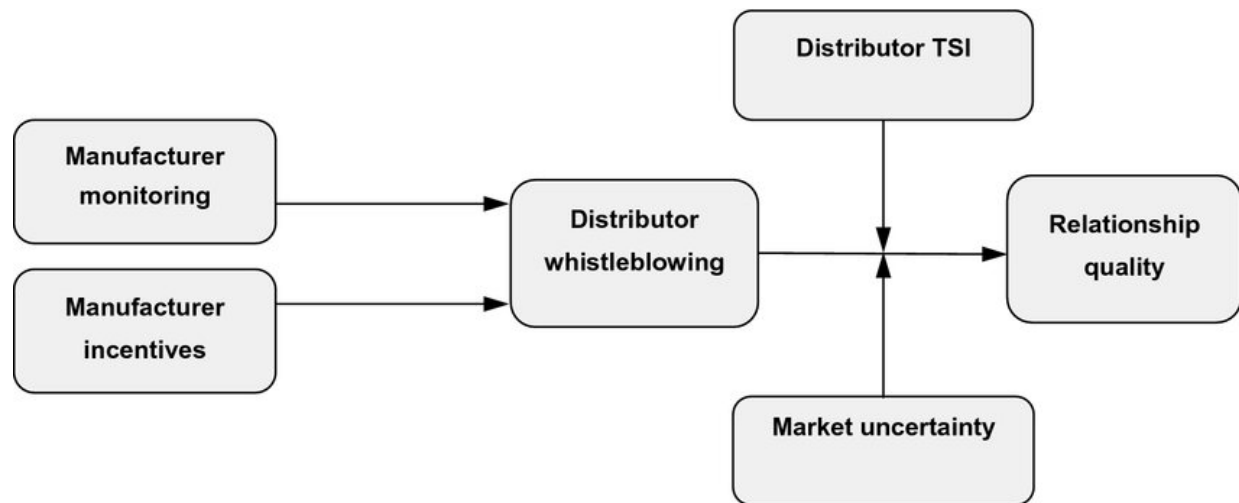 Distributor TSI
Manufacturer
monitoring
Manufacturer
incentives
Distributor
whistleblowing
Relationship
quality
Market uncertainty